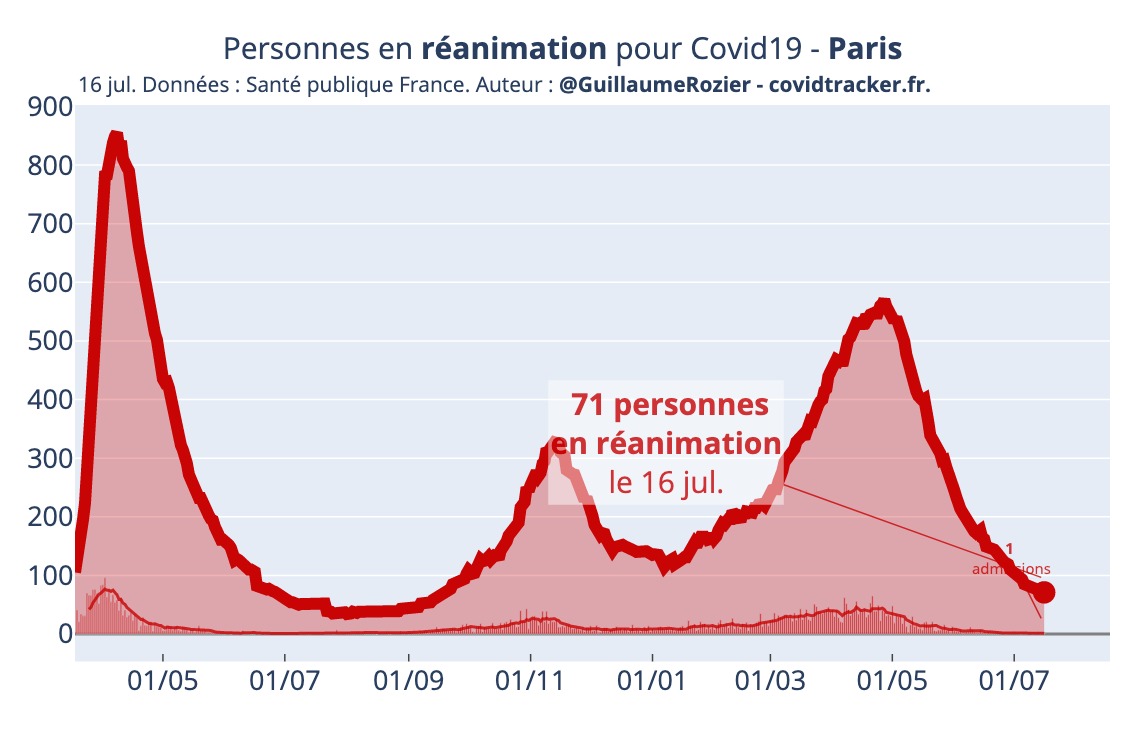 Personnes en réanimation pour Covid19 - Paris
16 jul. Données : Santé publique France. Auteur : @GuillaumeRozier - covidtracker.fr.
900
800
700
600
500
400
300
200
100
0
71 personnes
en réanimation
le 16 jul.
1
admissions
01/05 01/07 01/09 01/11 01/01 01/03 01/05 01/07